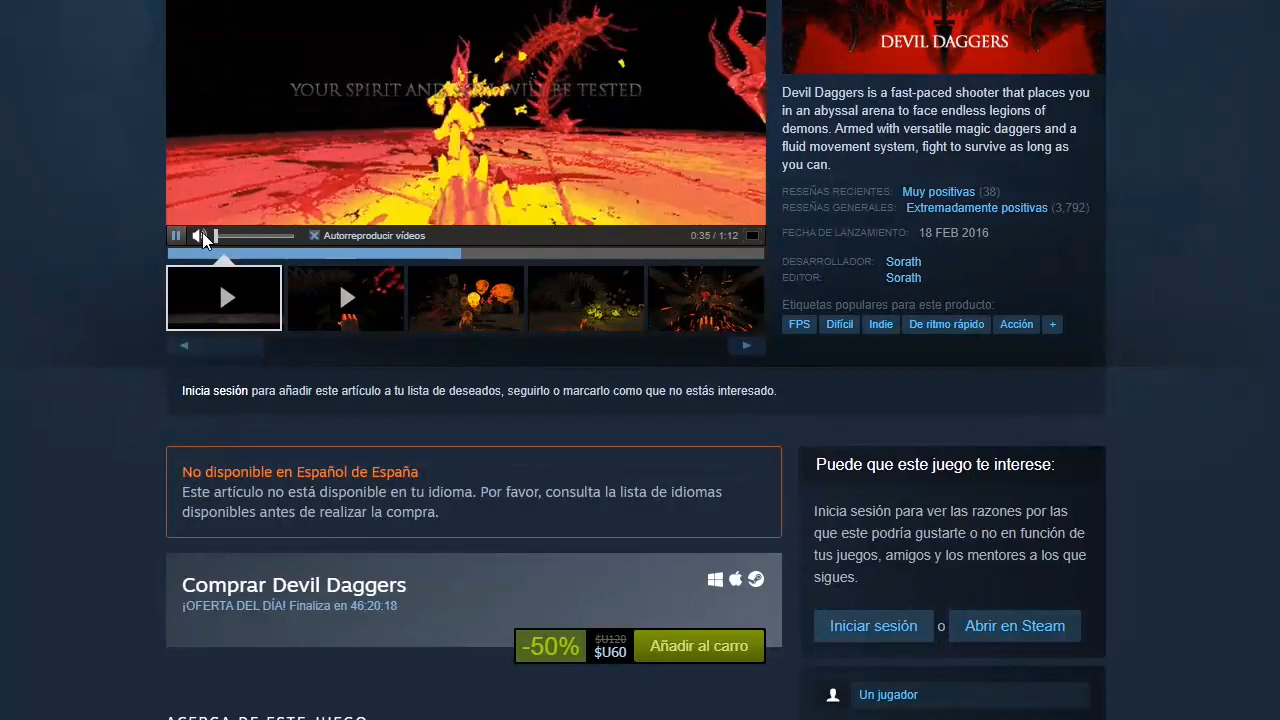 YOUR SPIRIT AND WILL BE TESTED
DEVIL DAGGERS
Devil Daggers is a fast-paced shooter that places you
in an abyssal arena to face endless legions of
demons. Armed with versatile magic daggers and a
fluid movement system, fight to survive as long as
you can.
RESEÑAS RECIENTES: Muy positivas (38)
RESEÑAS GENERALES: Extremadamente positivas (3,792)
FECHA DE LANZAMIENTO: 18 FEB 2016
DESARROLLADOR: Sorath
EDITOR: Sorath
Etiquetas populares para este producto:
FPS Difícil Indie De ritmo rápido Acción +
Autorreproducir vídeos 0:35 / 1:12
Inicia sesión para añadir este artículo a tu lista de deseados, seguirlo o marcarlo como que no estás interesado.
No disponible en Español de España
Este artículo no está disponible en tu idioma. Por favor, consulta la lista de idiomas
disponibles antes de realizar la compra.
Comprar Devil Daggers
¡OFERTA DEL DÍA! Finaliza en 46:20:18
-50% $U120 $U60 Añadir al carro
Puede que este juego te interese:
Inicia sesión para ver las razones por las
que este podría gustarte o no en función de
tus juegos, amigos y los mentores a los que
sigues.
Iniciar sesión o Abrir en Steam
Un jugador
ACERCA DE ESTE JUEGO